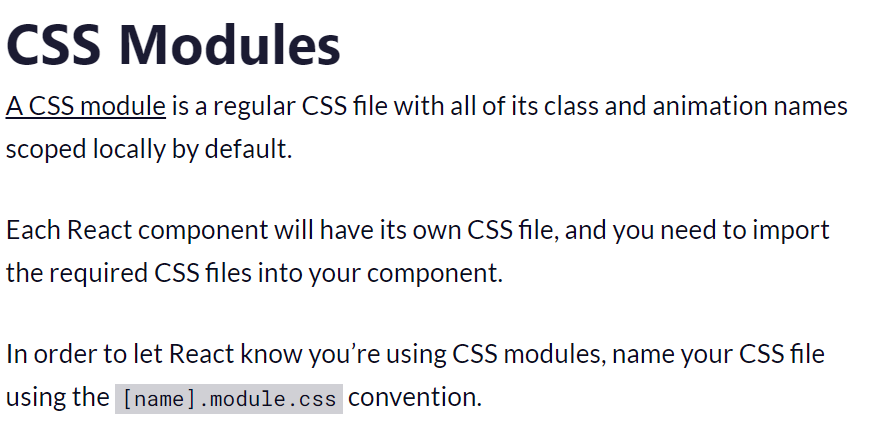 CSS Modules
A CSS module is a regular CSS file with all of its class and animation names
scoped locally by default.
Each React component will have its own CSS file, and you need to import
the required CSS files into your component.
In order to let React know you’re using CSS modules, name your CSS file
using the [name].module.css convention.